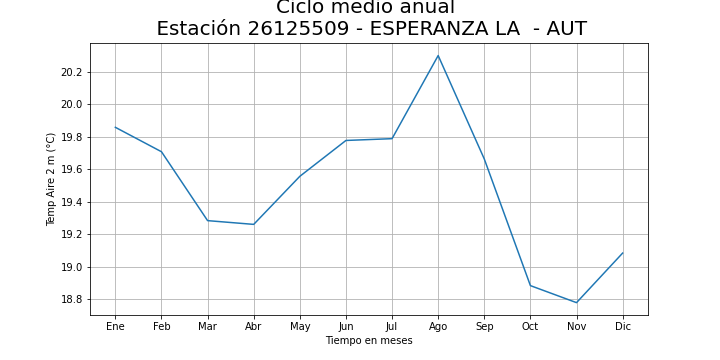 Ciclo medio anual
Estación 26125509 - ESPERANZA LA  - AUT
Temp Aire 2 m (°C)
20.2
20.0
19.8
19.6
19.4
19.2
19.0
18.8
Ene Feb Mar Abr May Jun Jul Ago Sep Oct Nov Dic
Tiempo en meses